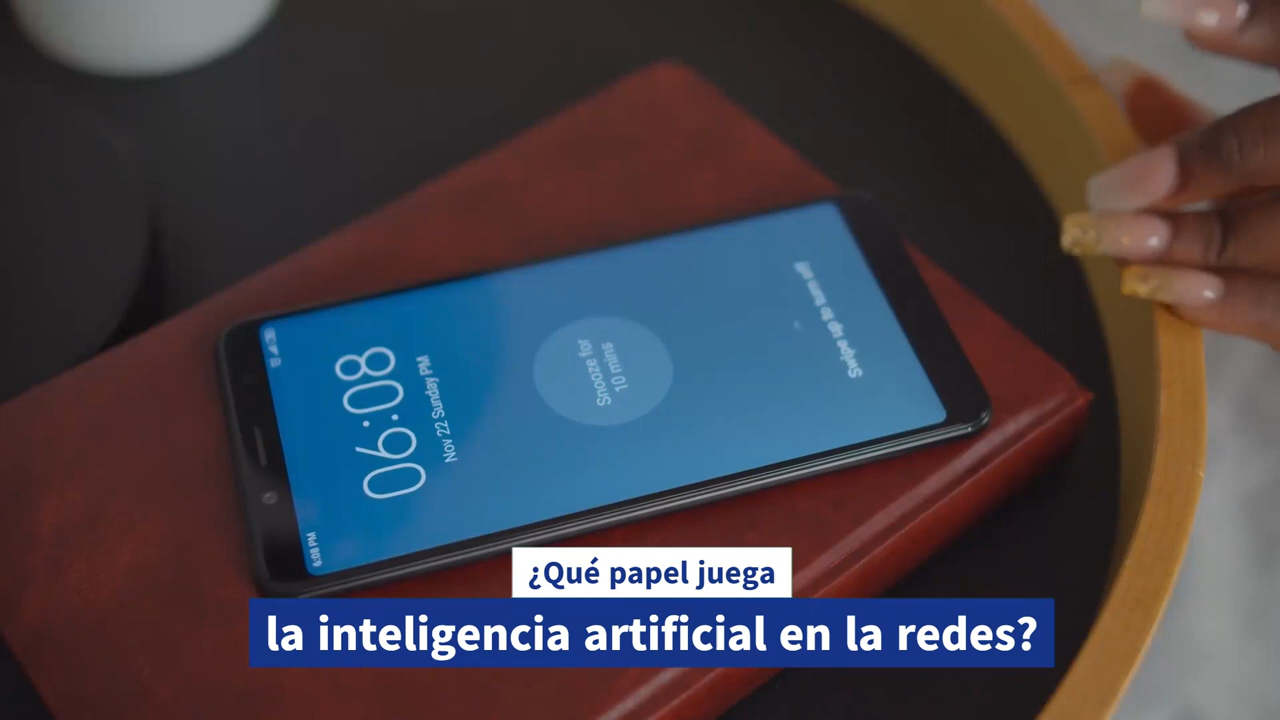 06:08
Nov 22 Sunday PM
Snooze for
10 mins
Swipe up to turn off
6:08 PM
¿Qué papel juega
la inteligencia artificial en la redes?